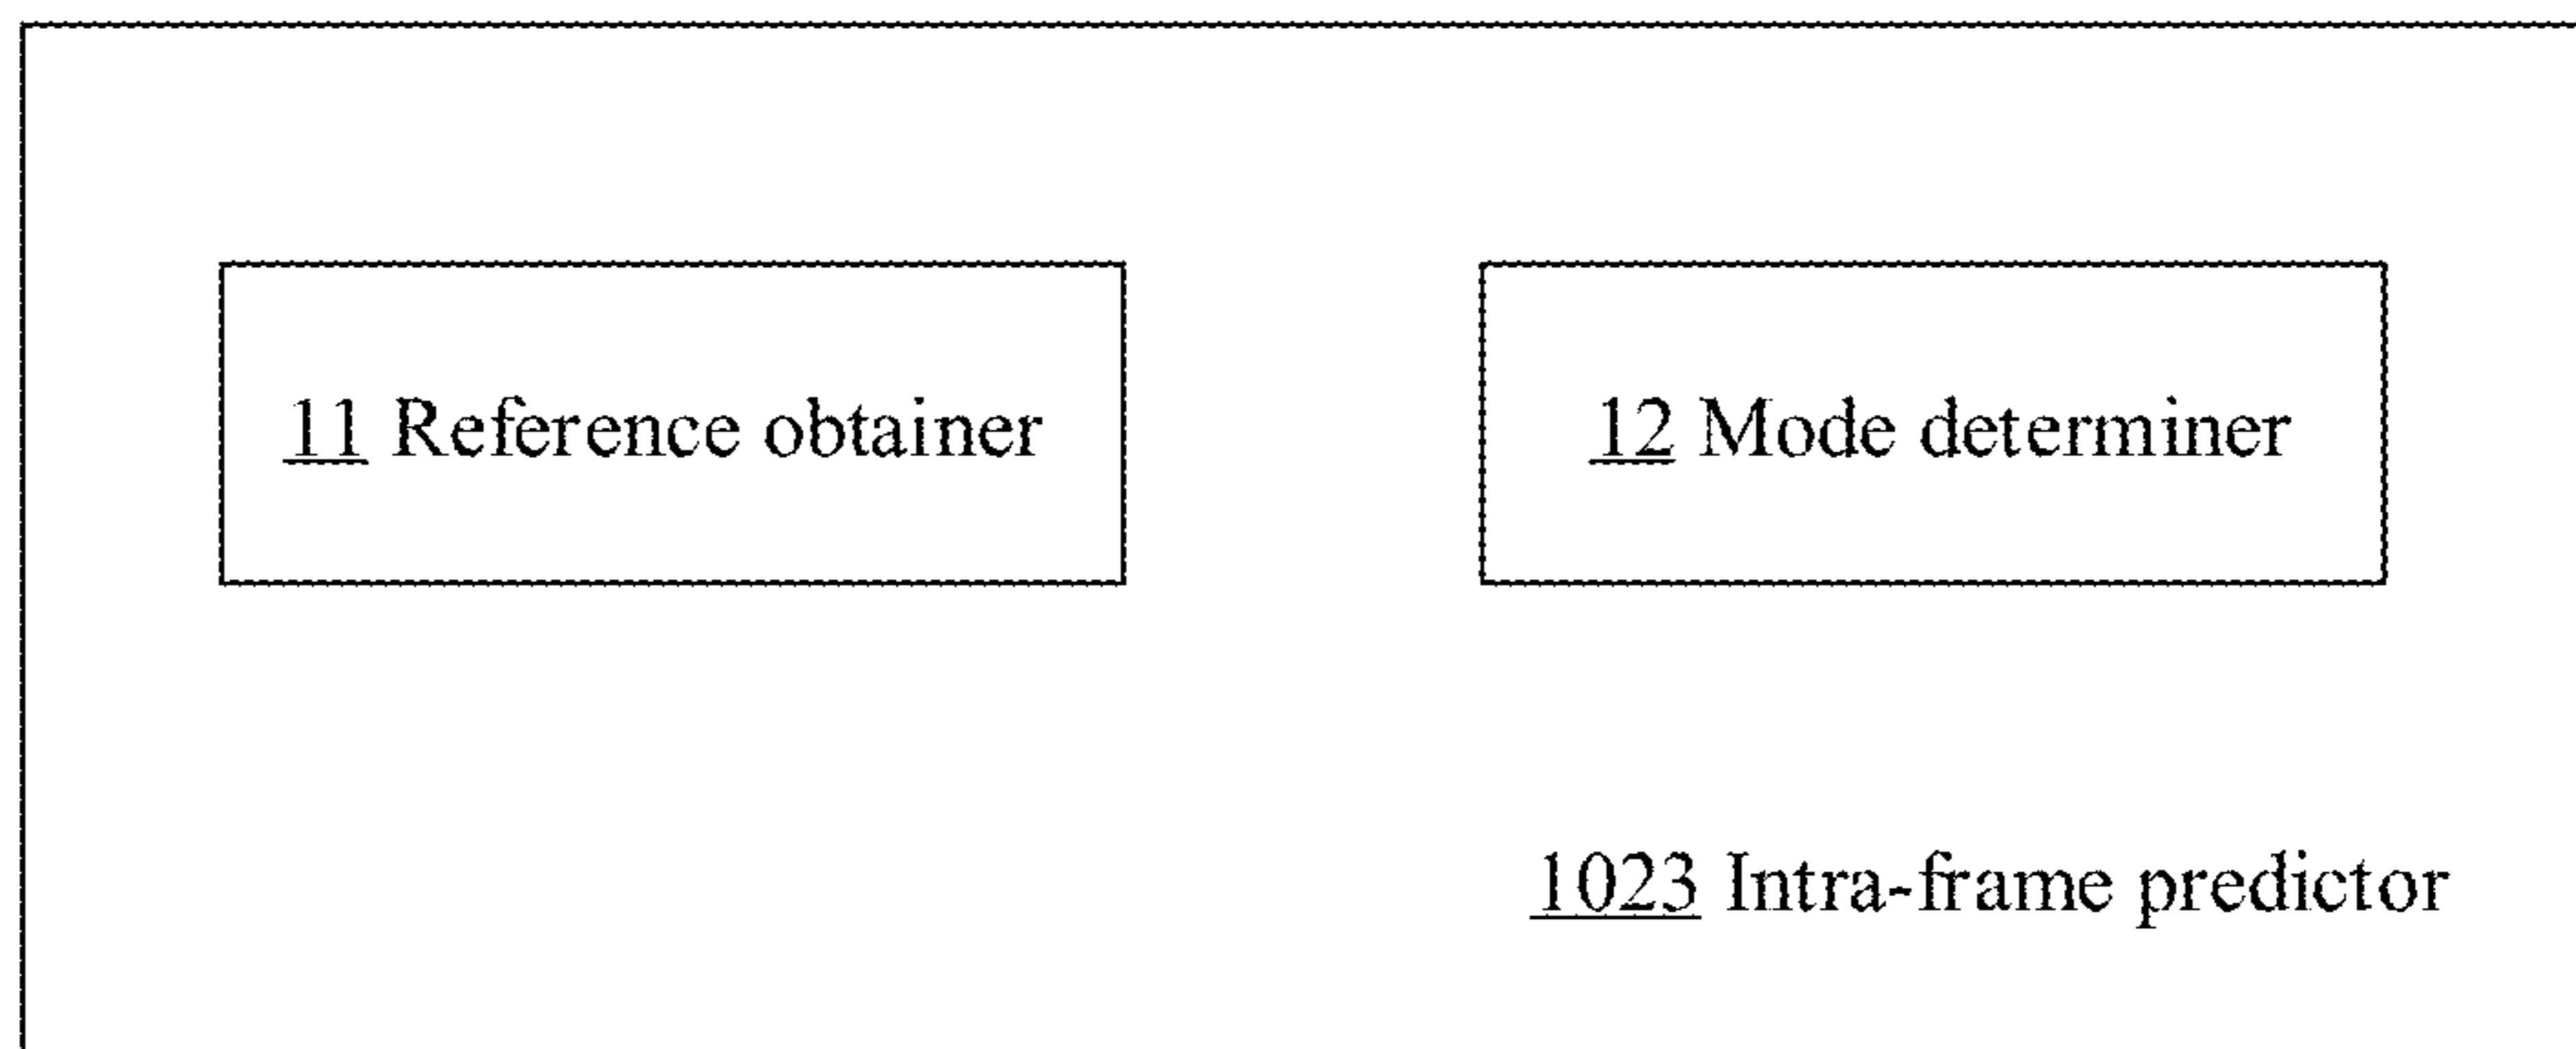 11 Reference obtainer
12 Mode determiner
1023 Intra-frame predictor